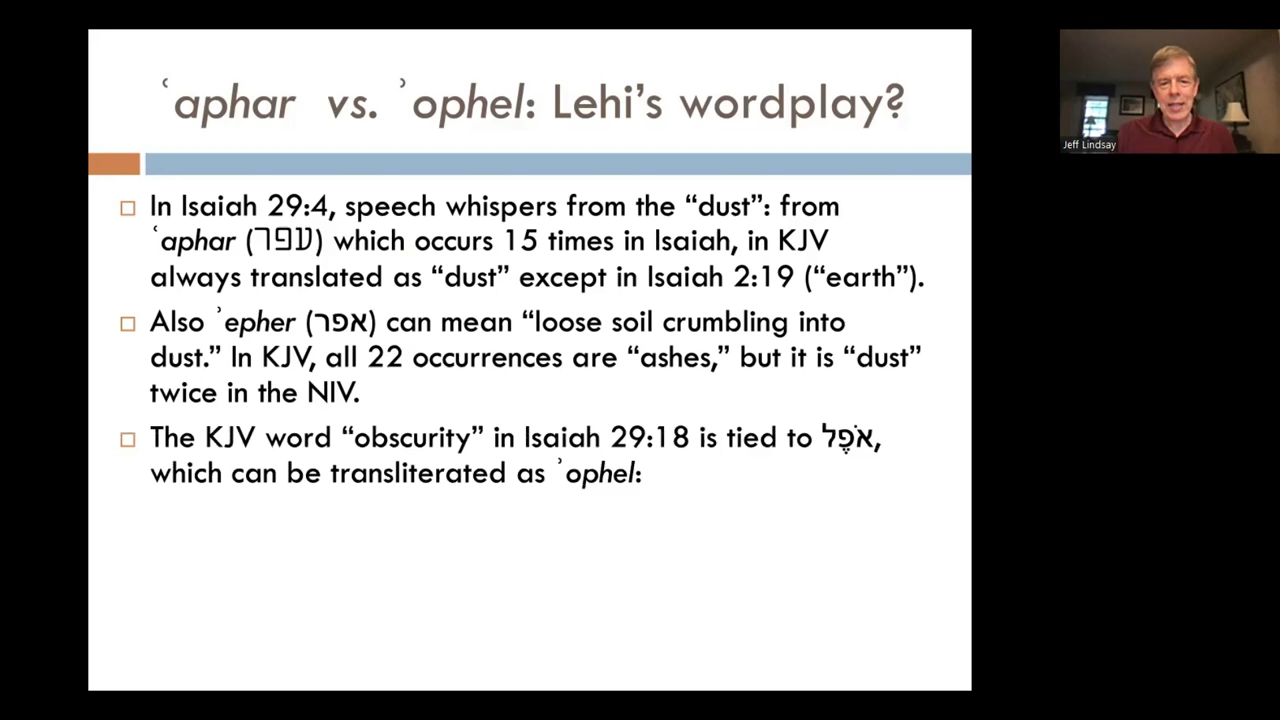 ʿaphar vs. ʾophel: Lehi’s wordplay?
In Isaiah 29:4, speech whispers from the “dust”: from
ʿaphar (עפר) which occurs 15 times in Isaiah, in KJV
always translated as “dust” except in Isaiah 2:19 (“earth”).
Also ʾepher (אפר) can mean “loose soil crumbling into
dust.” In KJV, all 22 occurrences are “ashes,” but it is “dust”
twice in the NIV.
The KJV word “obscurity” in Isaiah 29:18 is tied to אֹפֶל,
which can be transliterated as ʾophel:
Jeff Lindsay